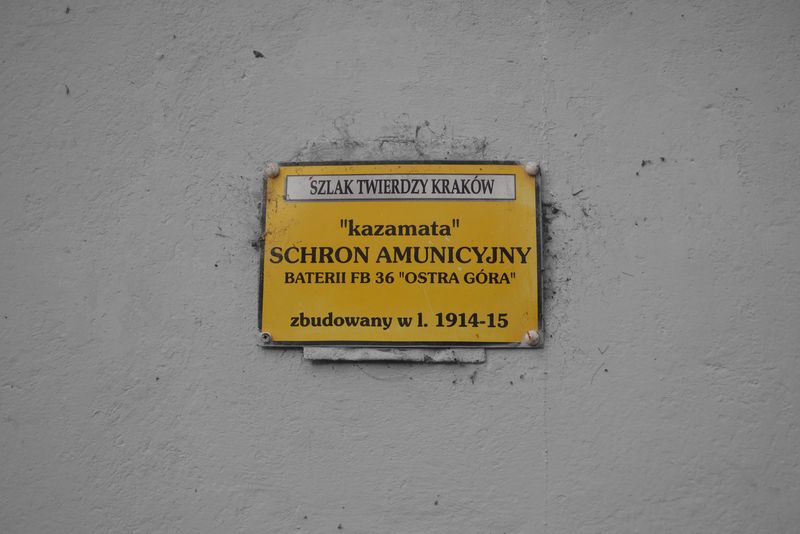 SZLAK TWIERDZY KRAKÓW
"kazamata"
SCHRON AMUNICYJNY
BATERII FB 36 "OSTRA GÓRA"
zbudowany w l. 1914-15